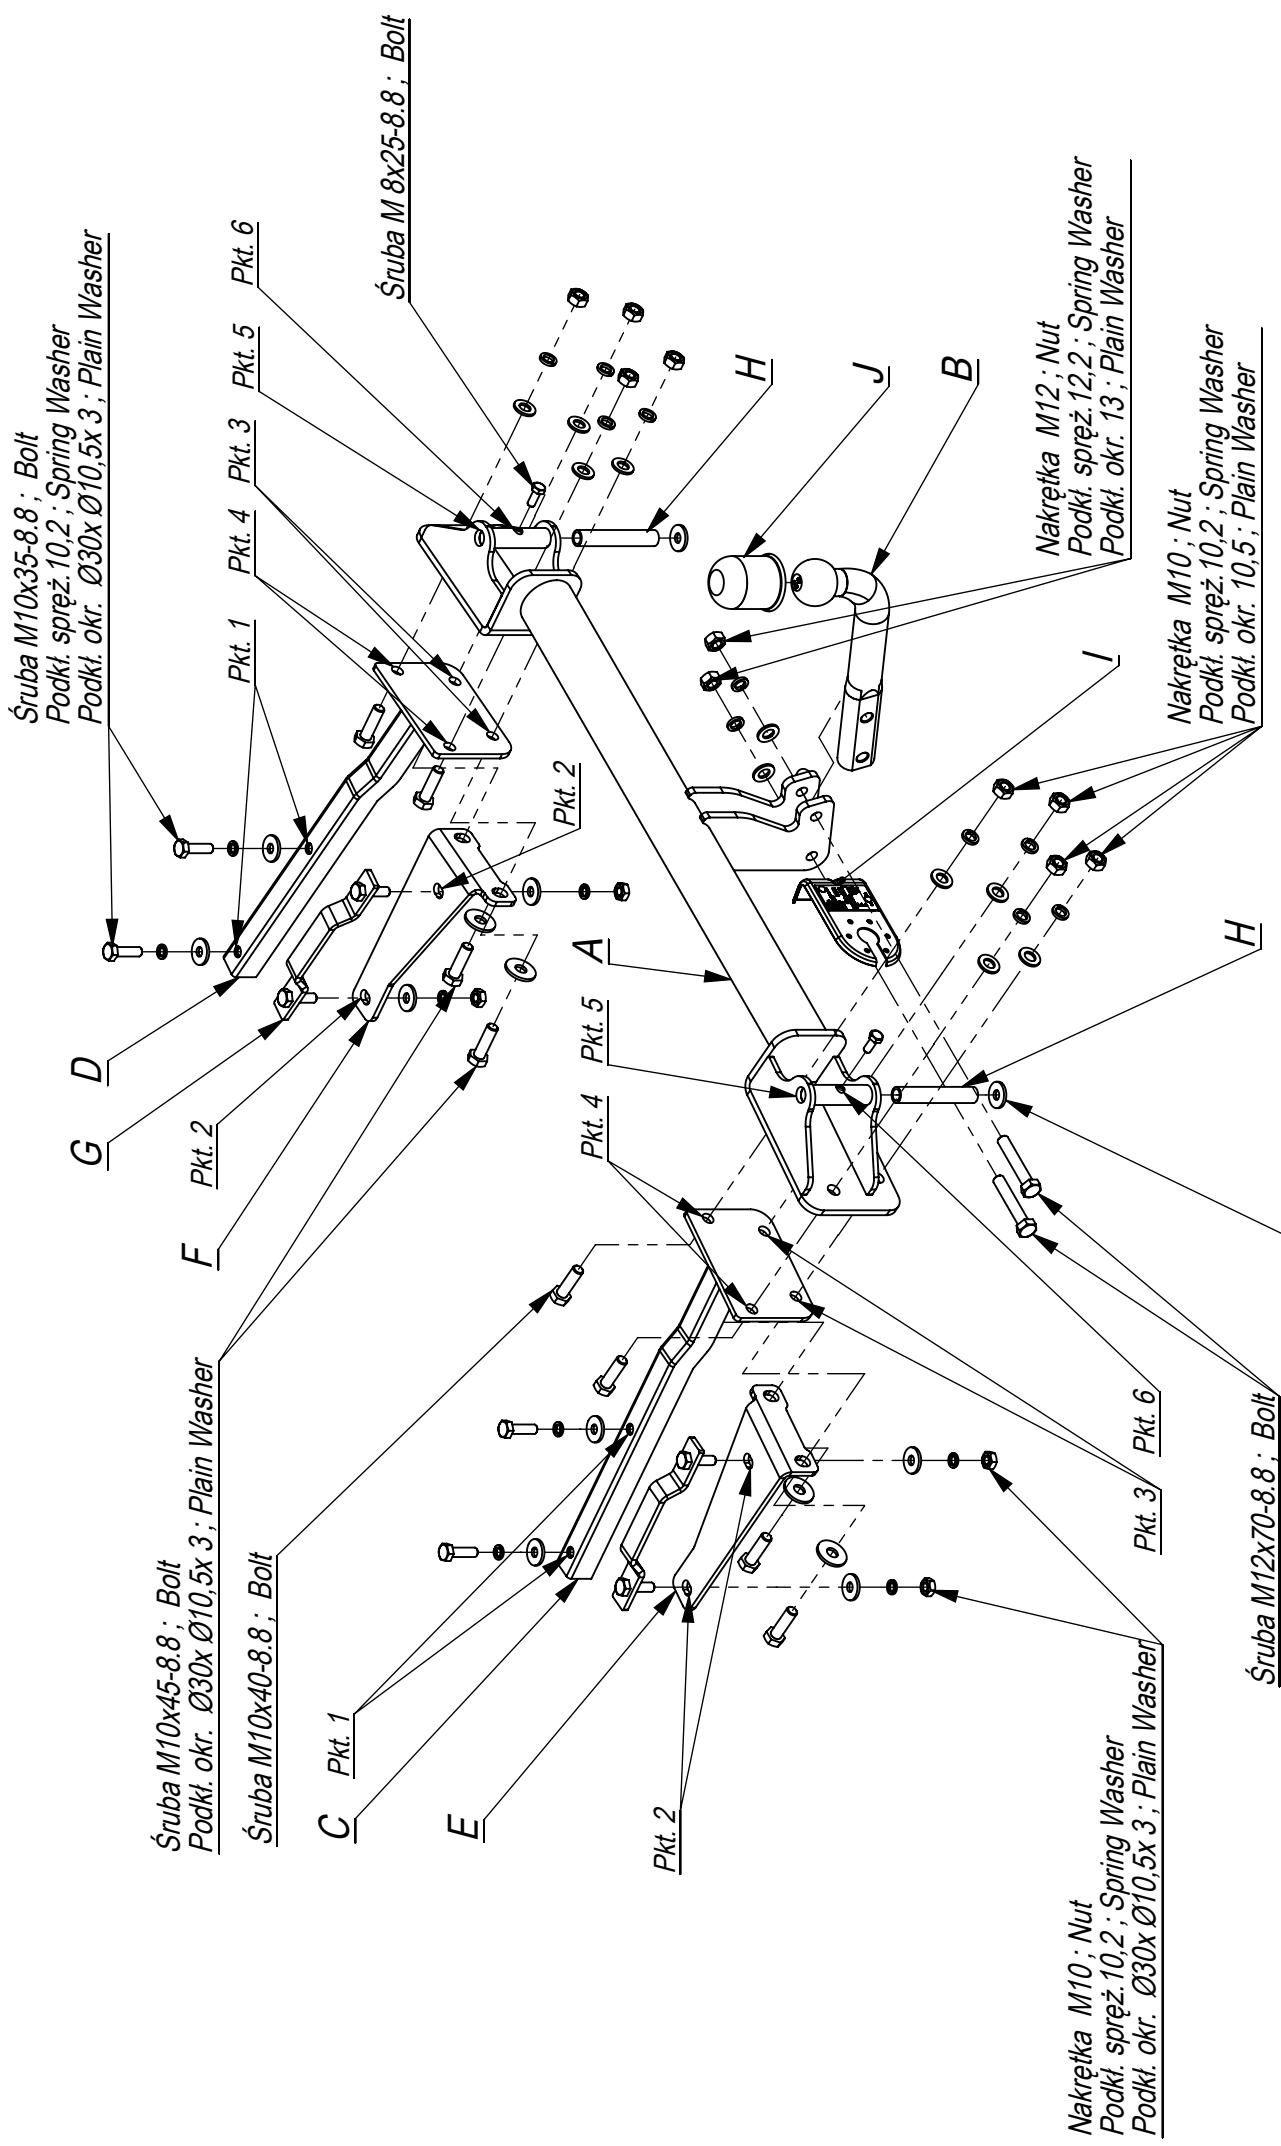 Śruba M10x35-8.8 ; Bolt
Podkł. spręż.10,2 ; Spring Washer
Podkł. okr. Ø30x Ø10,5x 3 ; Plain Washer
Pkt. 1
Pkt. 4
Pkt. 3
Pkt. 5
Pkt. 6
Śruba M 8x25-8.8 ; Bolt
D
G
Pkt. 2
F
Pkt. 2
H
J
B
Nakrętka M12 ; Nut
Podkł. spręż.12,2 ; Spring Washer
Podkł. okr. 13 ; Plain Washer
I
Nakrętka M10 ; Nut
Podkł. spręż.10,2 ; Spring Washer
Podkł. okr. 10,5 ; Plain Washer
A
Pkt. 5
Pkt. 4
H
Śruba M10x45-8.8 ; Bolt
Podkł. okr. Ø30x Ø10,5x 3 ; Plain Washer
Śruba M10x40-8.8 ; Bolt
Pkt. 1
C
E
Pkt. 2
Pkt. 6
Pkt. 3
Śruba M12x70-8.8 ; Bolt
Nakrętka M10 ; Nut
Podkł. spręż.10,2 ; Spring Washer
Podkł. okr. Ø30x Ø10,5x 3 ; Plain Washer